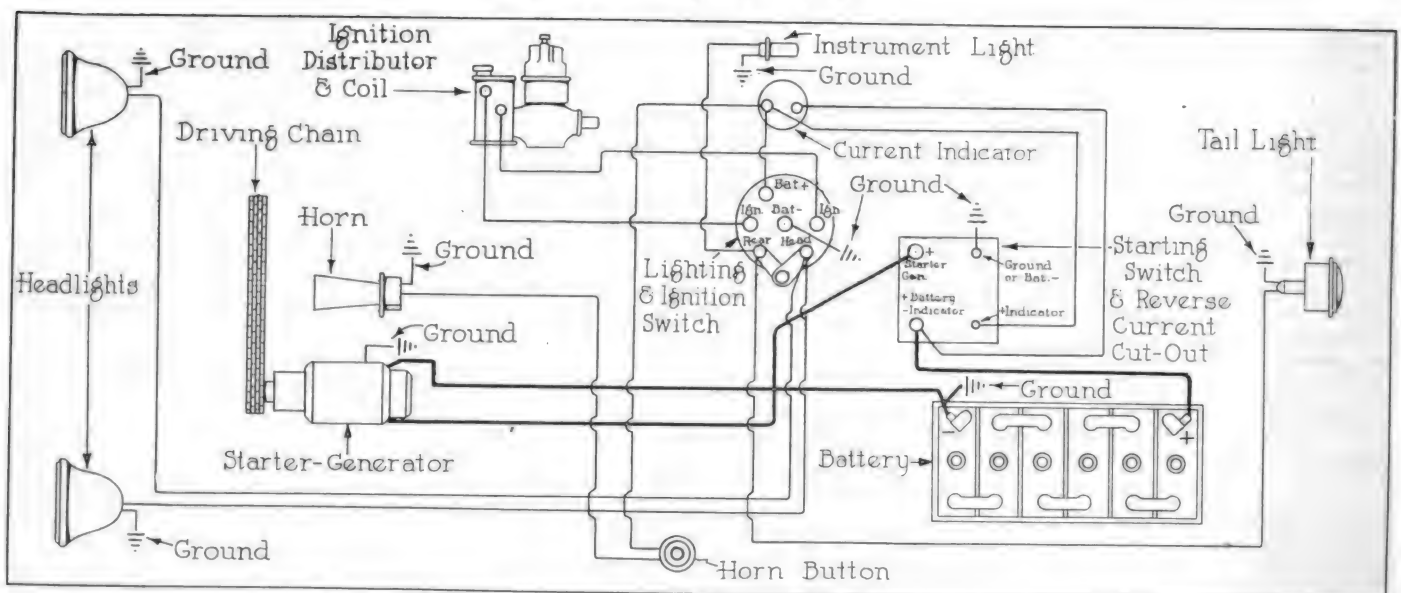 Ground
Ignition
Distributor
& Coil
Instrument Light
Ground
Driving Chain
Current Indicator
Tail Light
Horn
Ground
Bat+
Ign.
Bat-
Ign.
Rear
Head
Ground
Ground
Headlights
Lighting
& Ignition
Switch
+
Starter
Gen.
Ground
or Bat.-
+ Battery
- Indicator
+Indicator
Starting
Switch
& Reverse
Current
Cut-Out
Ground
Ground
Starter-Generator
Battery
-
+
Ground
Horn Button